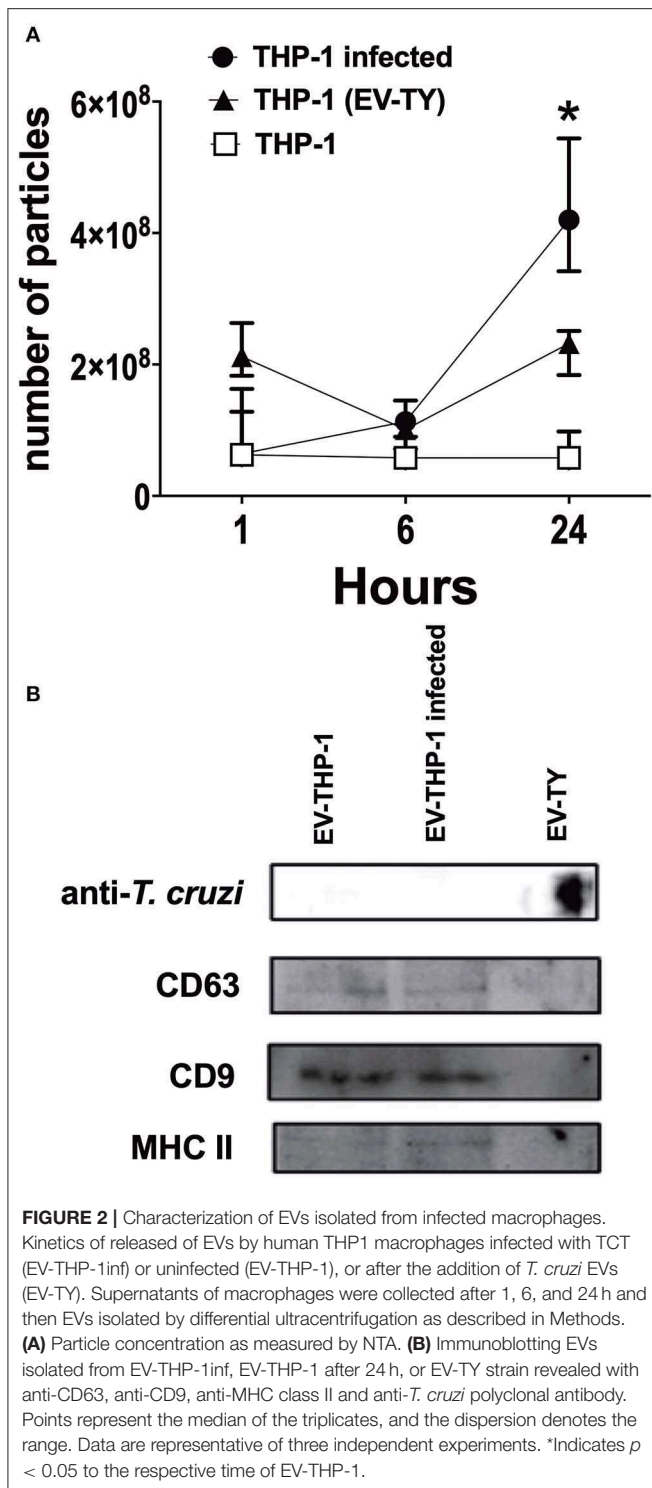 A
THP-1 infected
THP-1 (EV-TY)
THP-1
number of particles
6×10⁸
4×10⁸
2×10⁸
0
*
1 6 24
Hours
B
EV-THP-1
EV-THP-1 infected
EV-TY
anti-T. cruzi
CD63
CD9
MHC II
FIGURE 2 | Characterization of EVs isolated from infected macrophages.
Kinetics of released of EVs by human THP1 macrophages infected with TCT
(EV-THP-1inf) or uninfected (EV-THP-1), or after the addition of T. cruzi EVs
(EV-TY). Supernatants of macrophages were collected after 1, 6, and 24 h and
then EVs isolated by differential ultracentrifugation as described in Methods.
(A) Particle concentration as measured by NTA. (B) Immunoblotting EVs
isolated from EV-THP-1inf, EV-THP-1 after 24 h, or EV-TY strain revealed with
anti-CD63, anti-CD9, anti-MHC class II and anti-T. cruzi polyclonal antibody.
Points represent the median of the triplicates, and the dispersion denotes the
range. Data are representative of three independent experiments. *Indicates p
< 0.05 to the respective time of EV-THP-1.